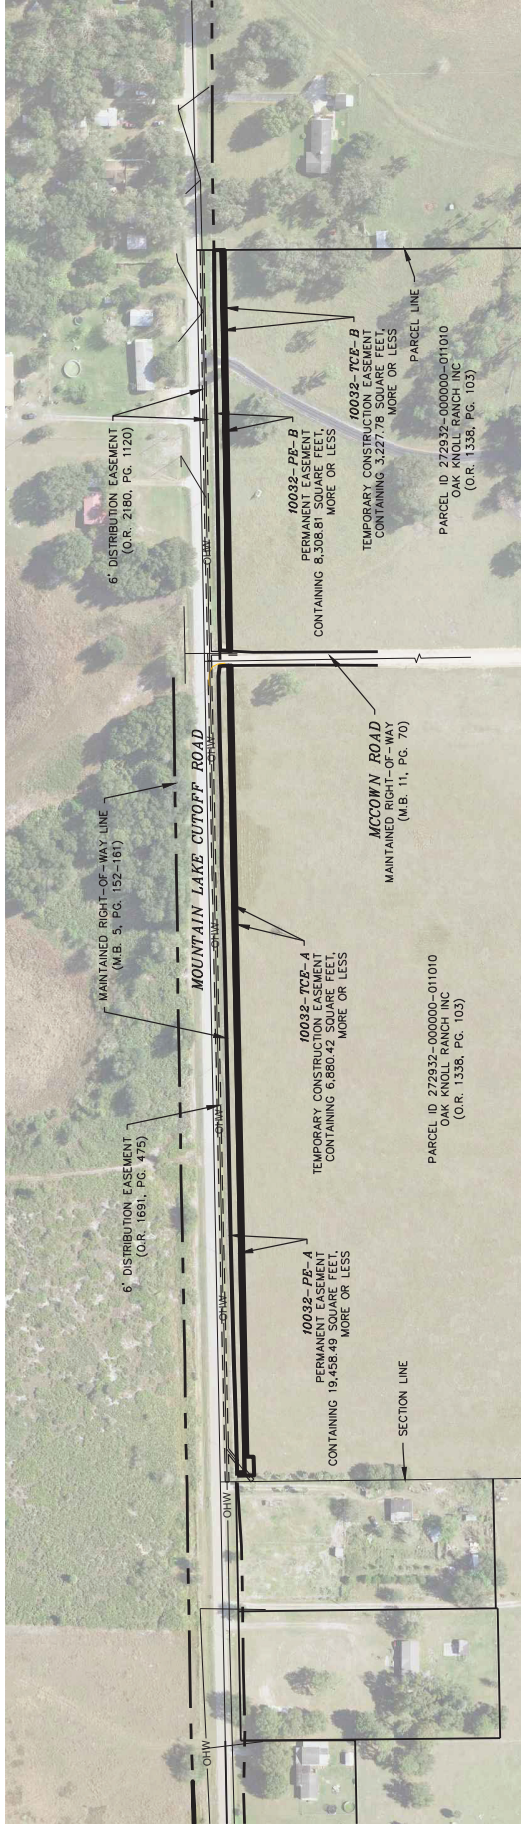 6' DISTRIBUTION EASEMENT
(O.R. 1691, PG. 475)
MAINTAINED RIGHT-OF-WAY LINE
(M.B. 5, PG. 152-161)
6' DISTRIBUTION EASEMENT
(O.R. 2180, PG. 1120)
MOUNTAIN LAKE CUTOFF ROAD
OHW
OHW
OHW
OHW
OHW
OHW
OHW
10032-PE-A
PERMANENT EASEMENT
CONTAINING 19,458.49 SQUARE FEET,
MORE OR LESS
10032-TCE-A
TEMPORARY CONSTRUCTION EASEMENT
CONTAINING 6,880.42 SQUARE FEET,
MORE OR LESS
MCCOWN ROAD
MAINTAINED RIGHT-OF-WAY
(M.B. 11, PG. 70)
10032-PE-B
PERMANENT EASEMENT
CONTAINING 8,308.81 SQUARE FEET,
MORE OR LESS
10032-TCE-B
TEMPORARY CONSTRUCTION EASEMENT
CONTAINING 3,227.78 SQUARE FEET,
MORE OR LESS
PARCEL LINE
SECTION LINE
PARCEL ID 272932-000000-011010
OAK KNOLL RANCH INC
(O.R. 1338, PG. 103)
PARCEL ID 272932-000000-011010
OAK KNOLL RANCH INC
(O.R. 1338, PG. 103)